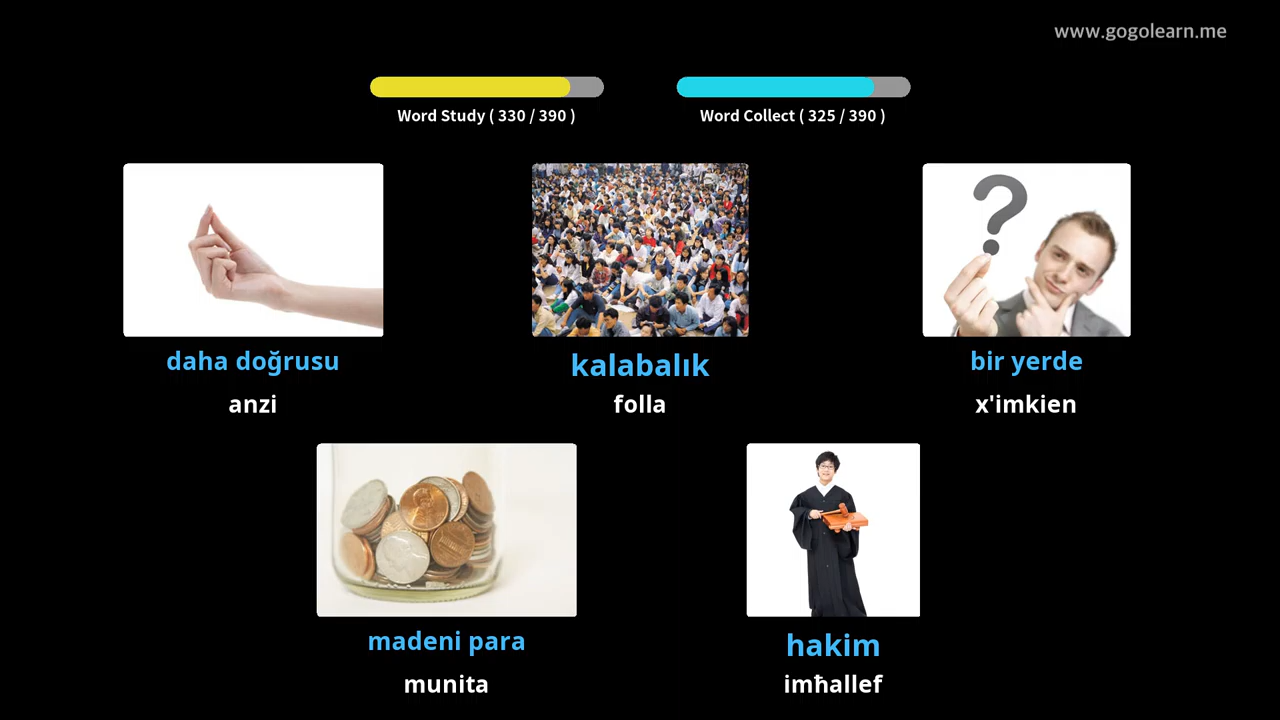 www.gogolearn.me
Word Study ( 330 / 390 )
Word Collect ( 325 / 390 )
daha doğrusu
anzi
kalabalık
folla
bir yerde
x'imkien
madeni para
munita
hakim
imħallef